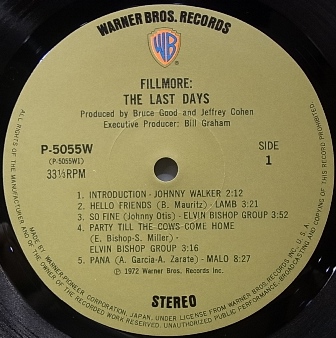 WARNER BROS. RECORDS
WB
FILLMORE:
THE LAST DAYS
Produced by Bruce Good and Jeffrey Cohen
Executive Producer: Bill Graham
P-5055W
(P-5055W1)
33⅓RPM
SIDE
1
1 INTRODUCTION - JOHNNY WALKER 2:12
2 HELLO FRIENDS (B. Mauritz) - LAMB 3:21
3. SO FINE (Johnny Otis) - ELVIN BISHOP GROUP 3:52
4. PARTY TILL THE COWS COME HOME
(E. Bishop-S. Miller) -
ELVIN BISHOP GROUP 3:16
5. PANA (A. Garcia-A. Zarate) - MALO 8:27
℗ 1972 Warner Bros. Records Inc.
STEREO
ALL RIGHTS OF THE MANUFACTURER AND OF THE OWNER OF THE RECORDED WORK RESERVED. UNAUTHORIZED PUBLIC PERFORMANCE, BROADCASTING AND COPYING OF THIS RECORD PROHIBITED.
MADE BY WARNER-PIONEER CORPORATION, JAPAN, UNDER LICENSE FROM WARNER BROS. RECORDS INC., U. S. A.